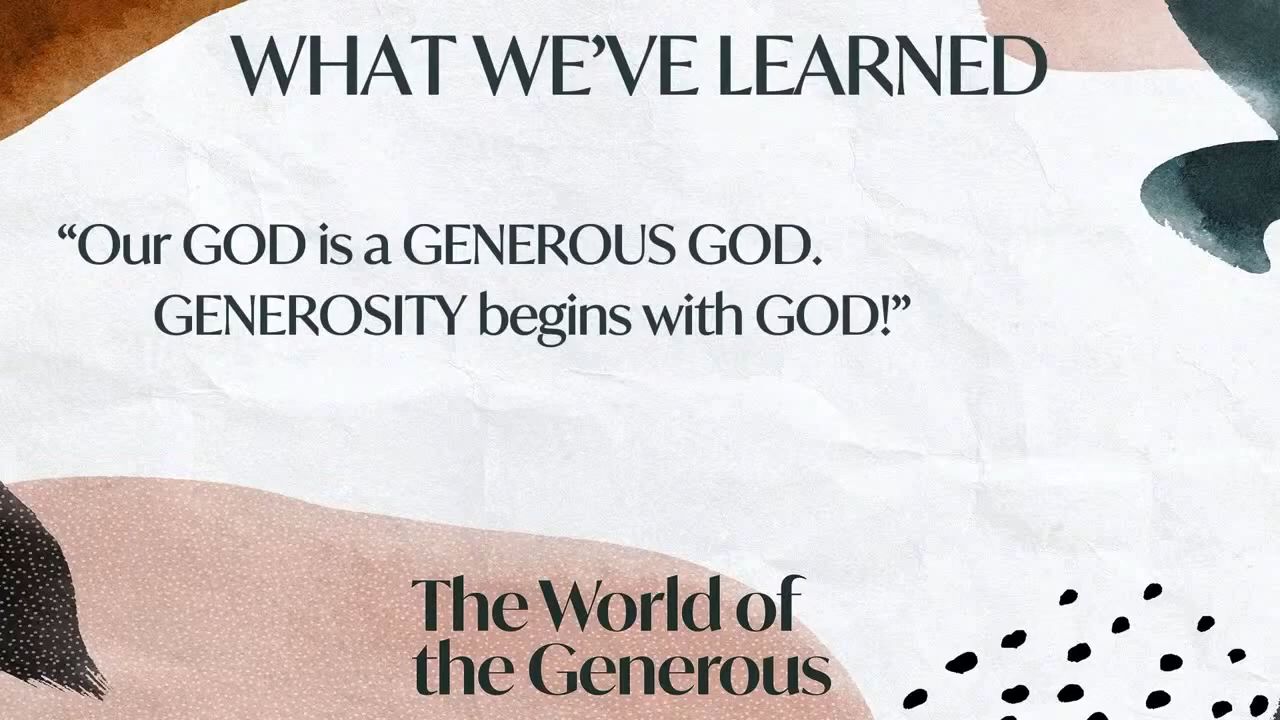 WHAT WE’VE LEARNED
“Our GOD is a GENEROUS GOD.
GENEROSITY begins with GOD!”
The World of
the Generous